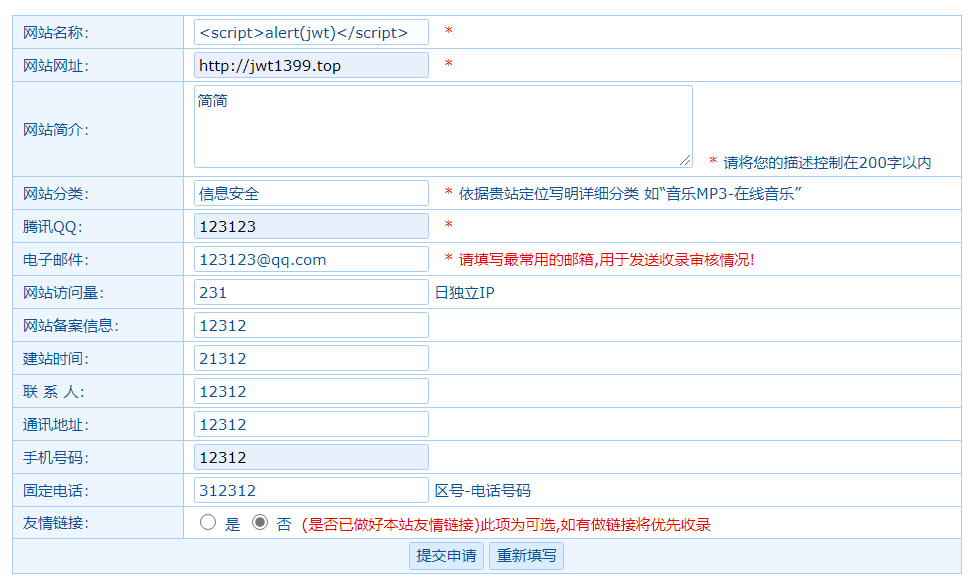 网站名称: <script>alert(jwt)</script> *
网站网址: http://jwt1399.top *
网站简介: 简简 * 请将您的描述控制在200字以内
网站分类: 信息安全 * 依据贵站定位写明详细分类 如“音乐MP3-在线音乐”
腾讯QQ: 123123 *
电子邮件: 123123@qq.com * 请填写最常用的邮箱,用于发送收录审核情况!
网站访问量: 231 日独立IP
网站备案信息: 12312
建站时间: 21312
联 系 人: 12312
通讯地址: 12312
手机号码: 12312
固定电话: 312312 区号-电话号码
友情链接: 是 否 (是否已做好本站友情链接)此项为可选,如有做链接将优先收录
提交申请 重新填写